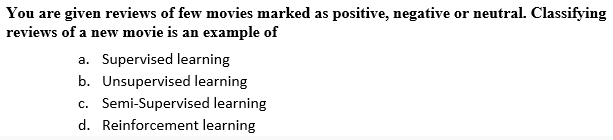 You are given reviews of few movies marked as positive, negative or neutral. Classifying
reviews of a new movie is an example of
a. Supervised learning
b. Unsupervised learning
c. Semi-Supervised learning
d. Reinforcement learning